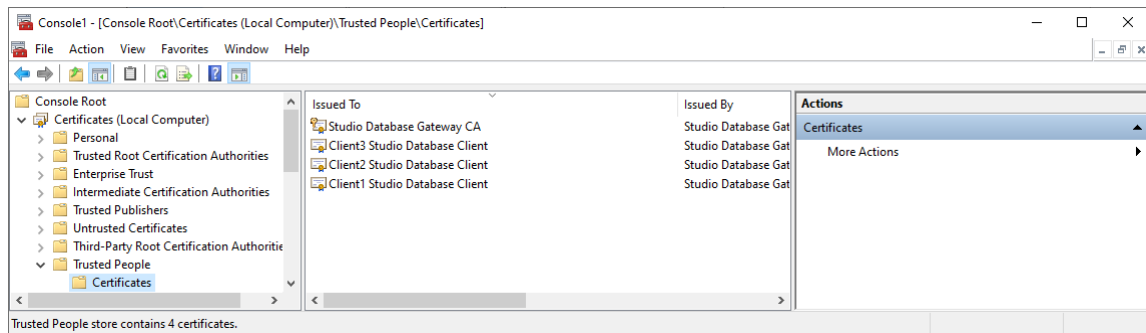 Console1 - [Console Root\Certificates (Local Computer)\Trusted People\Certificates]
File Action View Favorites Window Help
Console Root
Certificates (Local Computer)
Personal
Trusted Root Certification Authorities
Enterprise Trust
Intermediate Certification Authorities
Trusted Publishers
Untrusted Certificates
Third-Party Root Certification Authoritie
Trusted People
Certificates
Issued To Issued By
Studio Database Gateway CA Studio Database Gat
Client3 Studio Database Client Studio Database Gat
Client2 Studio Database Client Studio Database Gat
Client1 Studio Database Client Studio Database Gat
Actions
Certificates
More Actions
Trusted People store contains 4 certificates.